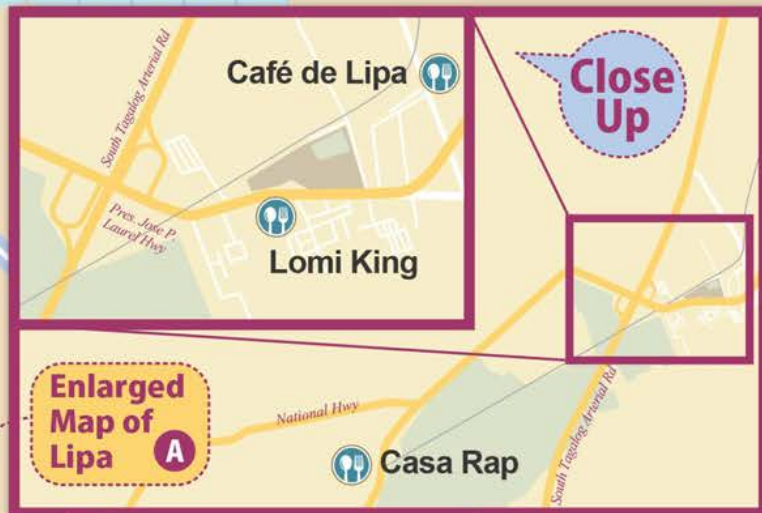 South Tagalog Arterial Rd
Café de Lipa
Pres. Jose P.
Laurel Hwy
Lomi King
Close
Up
Enlarged
Map of
Lipa A
National Hwy
Casa Rap
South Tagalog Arterial Rd